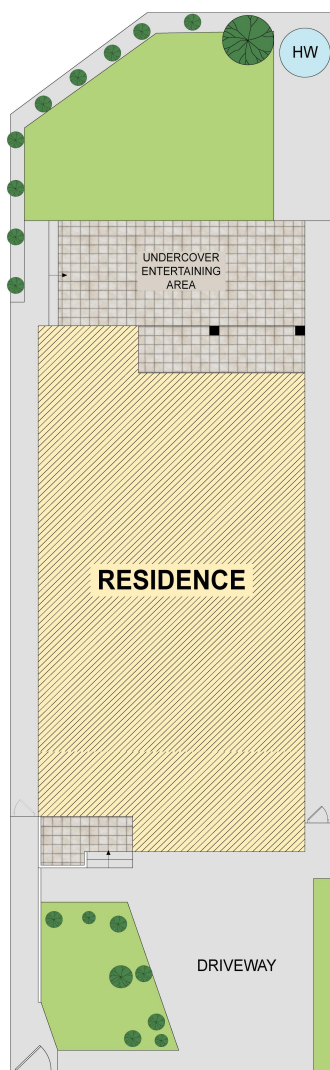 HW
UNDERCOVER
ENTERTAINING
AREA
RESIDENCE
DRIVEWAY